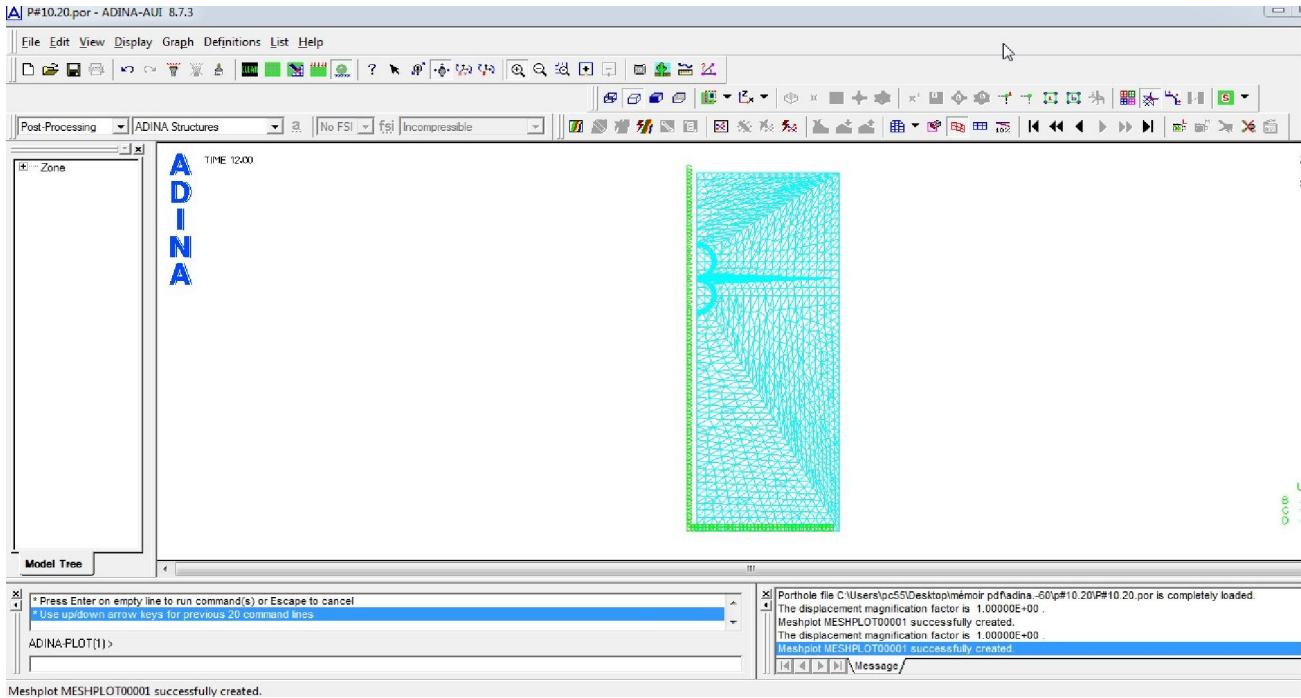 P#10.20.por - ADINA-AUI 8.7.3
File Edit View Display Graph Definitions List Help
Post-Processing ADINA Structures No FSI fsi Incompressible
Zone
ADINA
TIME 12.00
Model Tree
* Press Enter on empty line to run command(s) or Escape to cancel
* Use up/down arrow keys for previous 20 command lines
ADINA-PLOT(1)>
Porthole file C:\Users\pc55\Desktop\mémoir pdf\adina.-60\p#10.20\P#10.20.por is completely loaded.
The displacement magnification factor is 1.00000E+00 .
Meshplot MESHPLOT00001 successfully created.
The displacement magnification factor is 1.00000E+00 .
Meshplot MESHPLOT00001 successfully created.
Message
Meshplot MESHPLOT00001 successfully created.